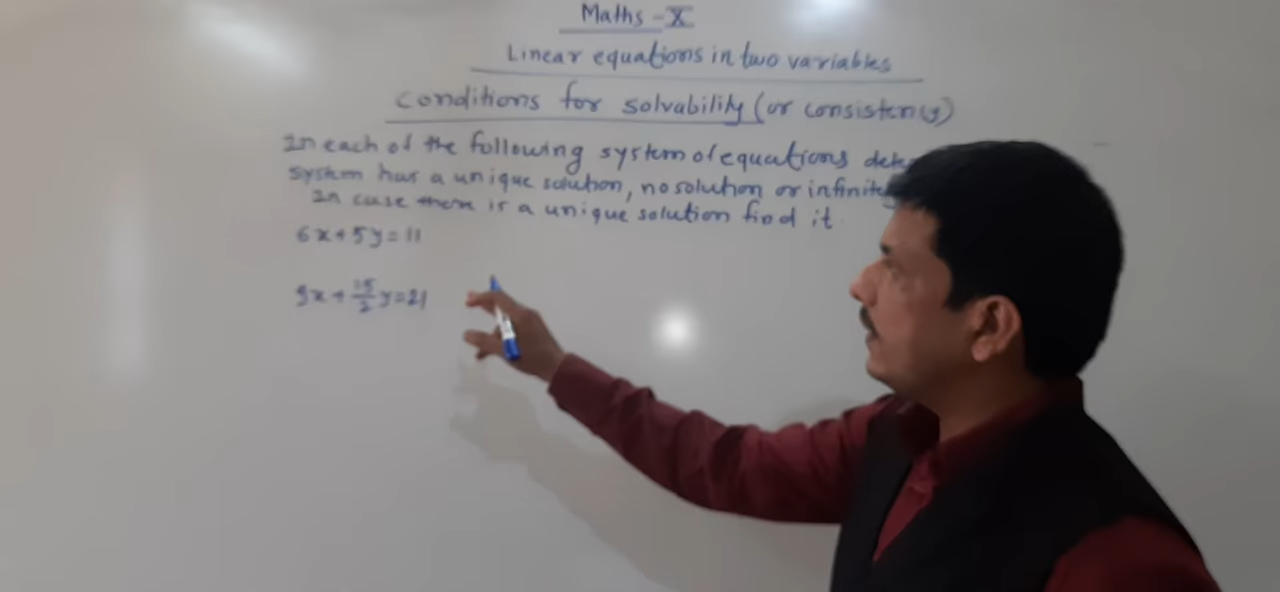 Maths - X
Linear equations in two variables
Conditions for solvability (or consistency)
In each of the following system of equations
system has a unique solution, no solution or
In case there is a unique solution find it.
6x+5y=11
9x+15/2 y=21